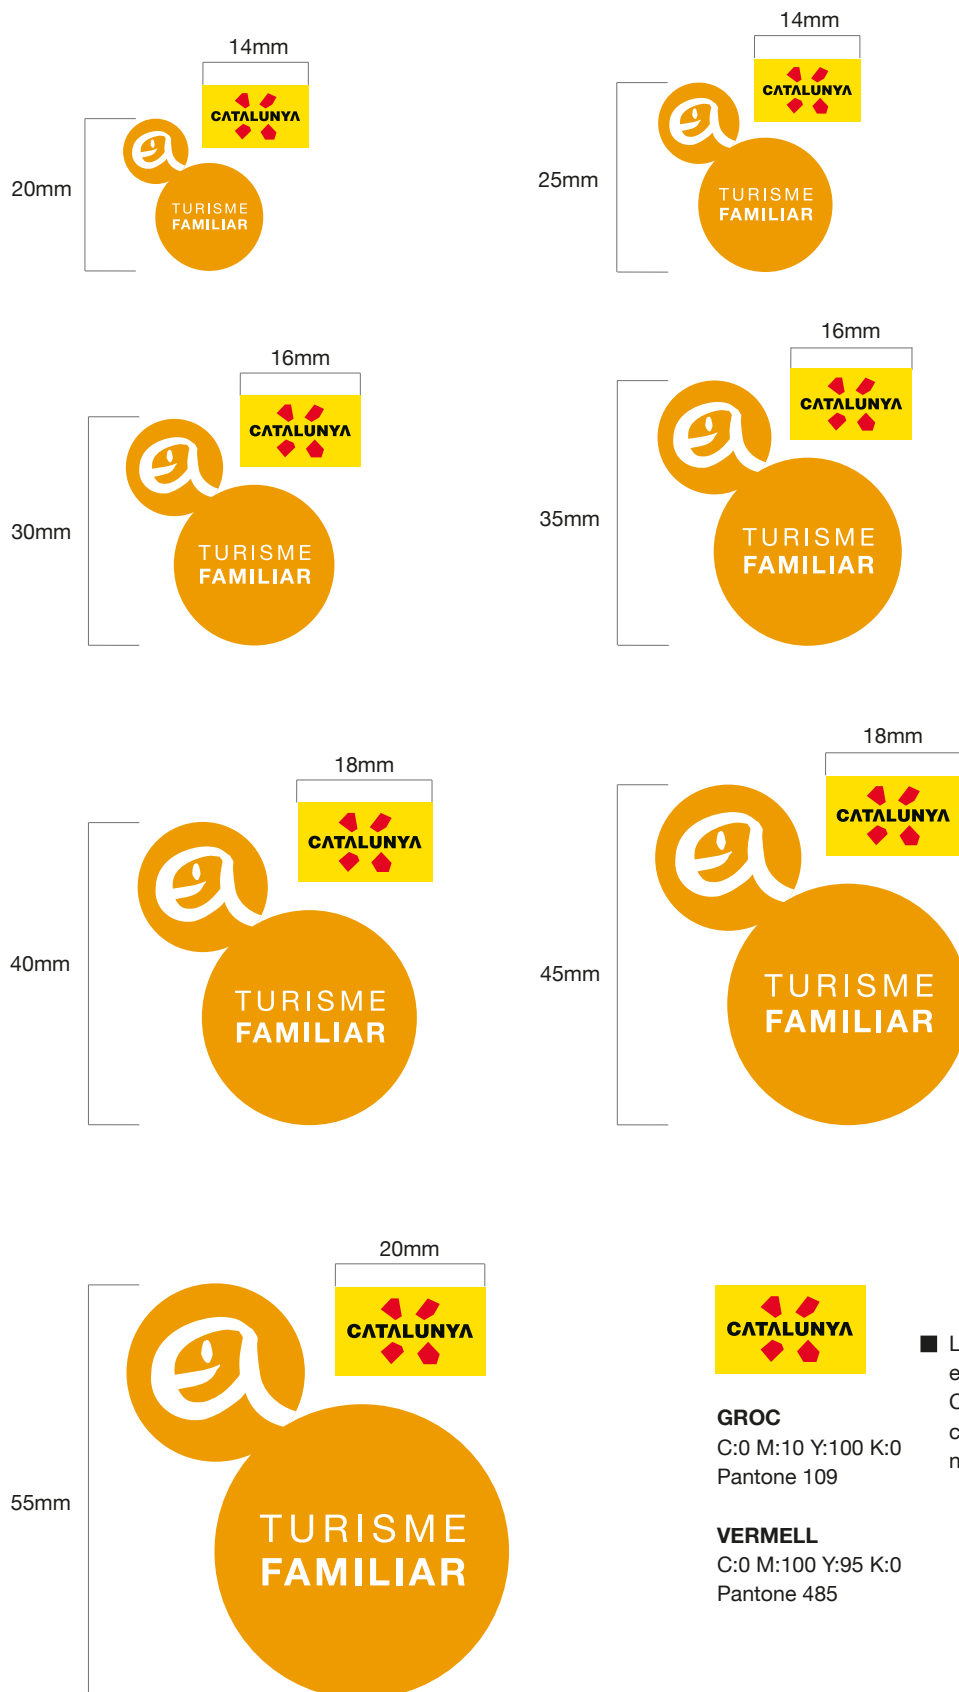 14mm
CATALUNYA
20mm
TURISME
FAMILIAR
14mm
CATALUNYA
25mm
TURISME
FAMILIAR
16mm
CATALUNYA
30mm
TURISME
FAMILIAR
16mm
CATALUNYA
35mm
TURISME
FAMILIAR
18mm
CATALUNYA
40mm
TURISME
FAMILIAR
18mm
CATALUNYA
45mm
TURISME
FAMILIAR
20mm
CATALUNYA
55mm
TURISME
FAMILIAR
CATALUNYA
GROC
C:0 M:10 Y:100 K:0
Pantone 109
VERMELL
C:0 M:100 Y:95 K:0
Pantone 485